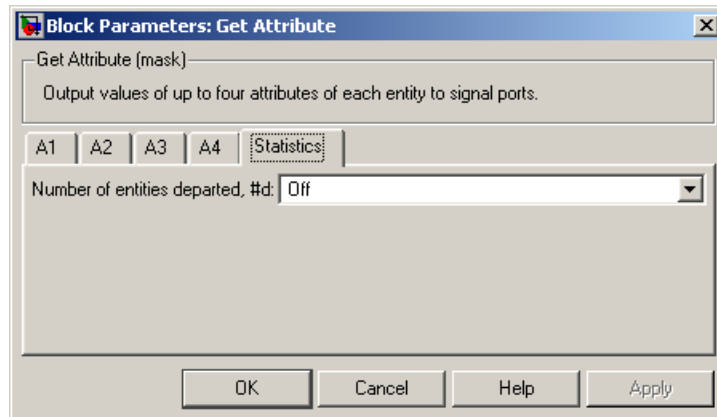 Block Parameters: Get Attribute
Get Attribute (mask)
Output values of up to four attributes of each entity to signal ports.
A1 A2 A3 A4 Statistics
Number of entities departed, #d: Off
OK Cancel Help Apply